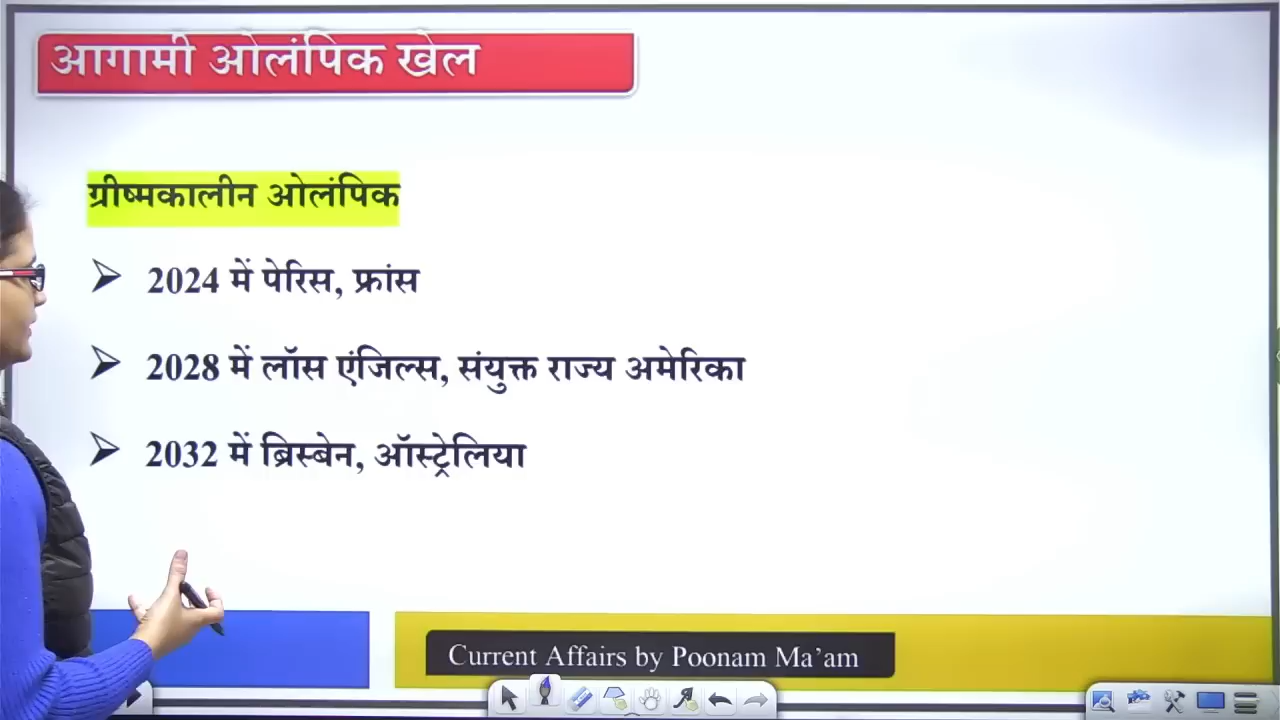 आगामी ओलंपिक खेल
ग्रीष्मकालीन ओलंपिक
➢ 2024 में पेरिस, फ्रांस
➢ 2028 में लॉस एंजिल्स, संयुक्त राज्य अमेरिका
➢ 2032 में ब्रिस्बेन, ऑस्ट्रेलिया
Current Affairs by Poonam Ma’am